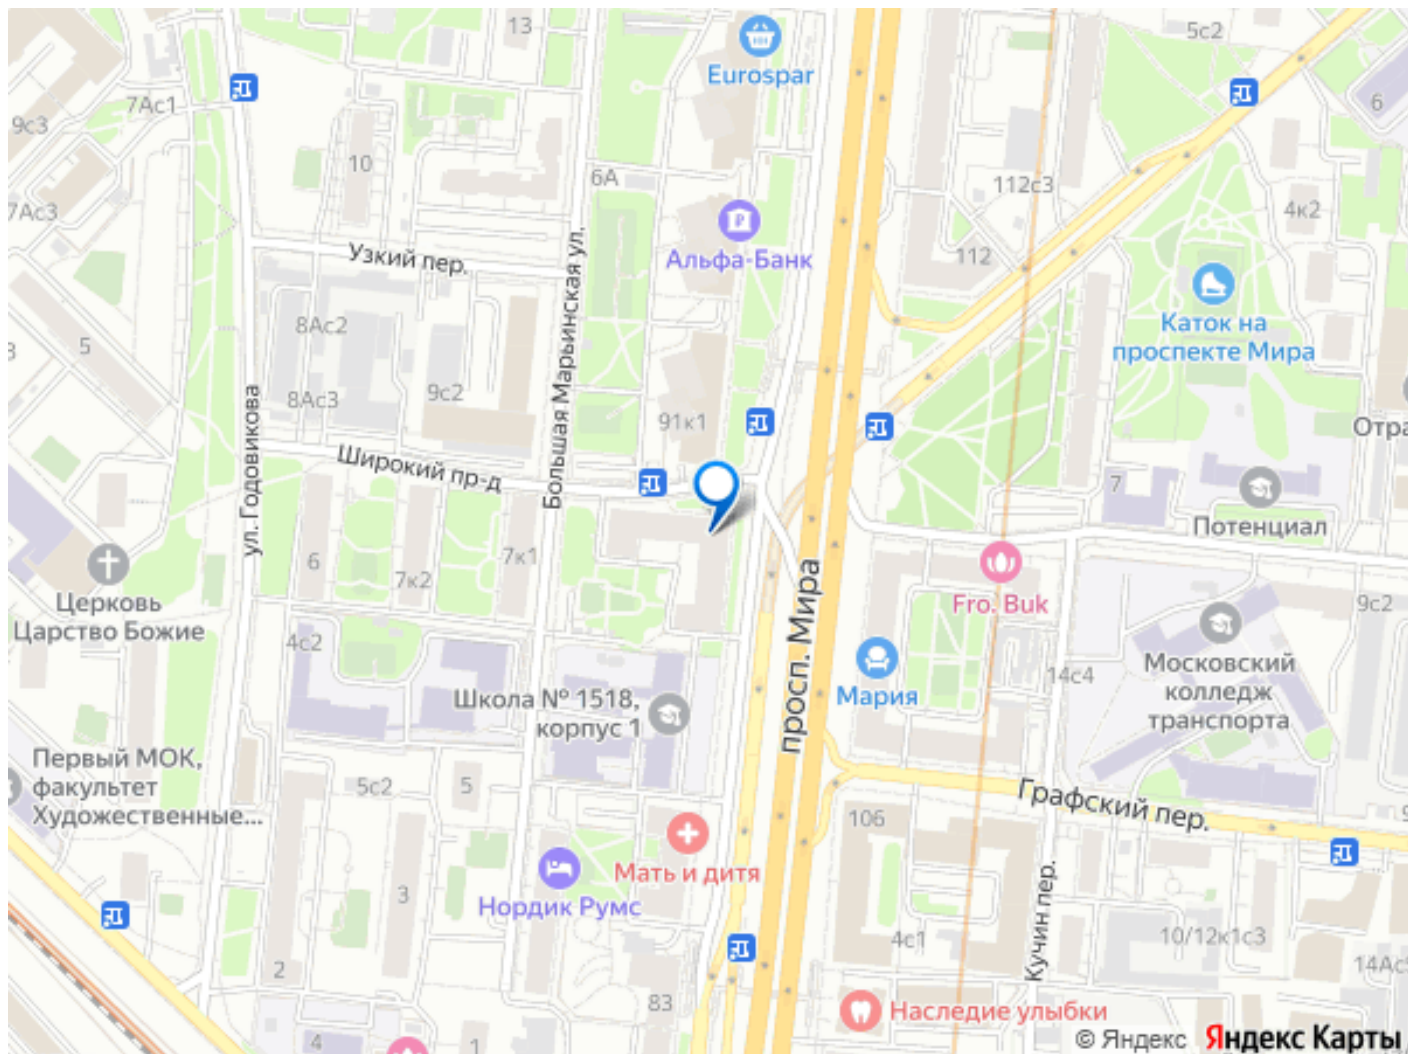 13
5с2
Eurospar
7Ас1
6
9с3
10
6А
112с3
7Ас3
4к2
Узкий пер.
Альфа-Банк
112
Большая Марьинская ул.
8Ас2
Каток на
проспекте Мира
5
3
9с2
8Ас3
91к1
Отра
ул. Годовикова
Широкий пр-д
7
Потенциал
6
7к2
7к1
просп. Мира
Церковь
Царство Божие
Fro. Buk
9с2
4с2
Московский
колледж
транспорта
14с4
Мария
Школа № 1518,
корпус 1
Первый МОК,
факультет
Художественные...
5с2
5
Графский пер.
106
9
Мать и дитя
3
Нордик Румс
Кучин пер.
4с1
10/12к1с3
2
14Ас5
83
Наследие улыбки
4
1
© Яндекс Яндекс Карты